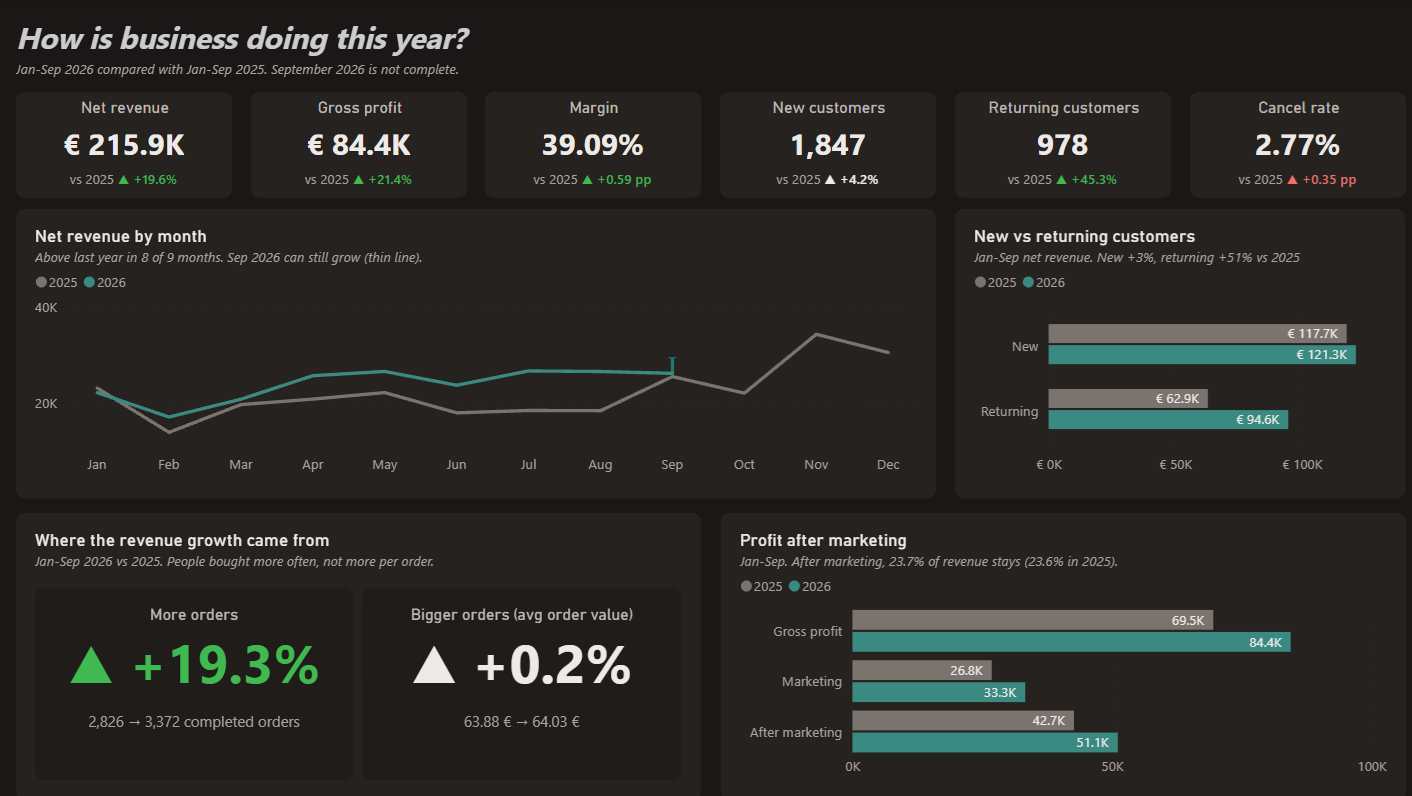 How is business doing this year?
Jan-Sep 2026 compared with Jan-Sep 2025. September 2026 is not complete.
Net revenue
€ 215.9K
vs 2025 ▲ +19.6%
Gross profit
€ 84.4K
vs 2025 ▲ +21.4%
Margin
39.09%
vs 2025 ▲ +0.59 pp
New customers
1,847
vs 2025 ▲ +4.2%
Returning customers
978
vs 2025 ▲ +45.3%
Cancel rate
2.77%
vs 2025 ▲ +0.35 pp
Net revenue by month
Above last year in 8 of 9 months. Sep 2026 can still grow (thin line).
2025 2026
40K
20K
Jan Feb Mar Apr May Jun Jul Aug Sep Oct Nov Dec
New vs returning customers
Jan-Sep net revenue. New +3%, returning +51% vs 2025
2025 2026
New
€ 117.7K
€ 121.3K
Returning
€ 62.9K
€ 94.6K
€ 0K € 50K € 100K
Where the revenue growth came from
Jan-Sep 2026 vs 2025. People bought more often, not more per order.
More orders
▲ +19.3%
2,826 → 3,372 completed orders
Bigger orders (avg order value)
▲ +0.2%
63.88 € → 64.03 €
Profit after marketing
Jan-Sep. After marketing, 23.7% of revenue stays (23.6% in 2025).
2025 2026
Gross profit
69.5K
84.4K
Marketing
26.8K
33.3K
After marketing
42.7K
51.1K
0K 50K 100K